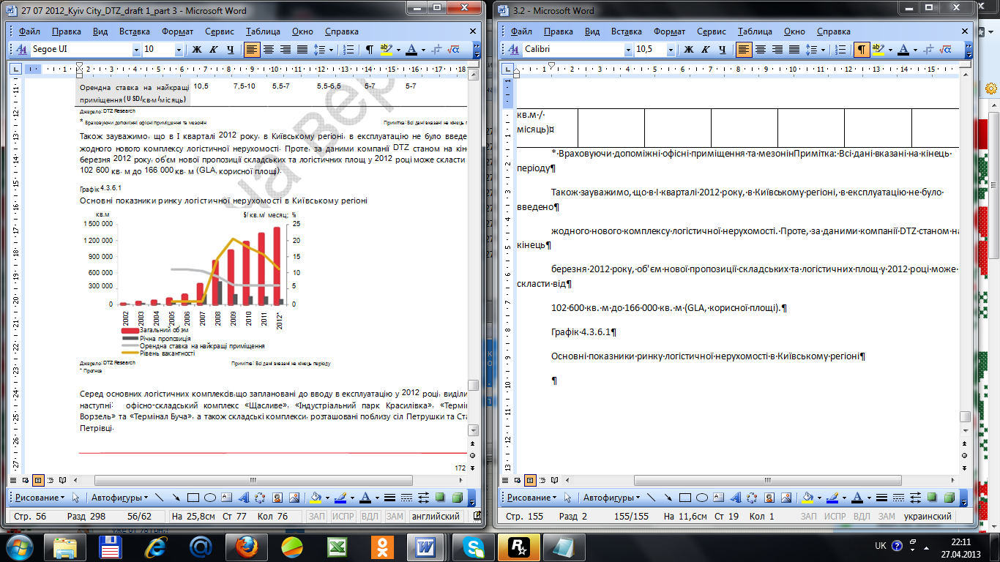 27 07 2012_Kyiv City_DTZ_draft 1_part 3 - Microsoft Word
Файл Правка Вид Вставка Формат Сервис Таблица Окно Справка
Segoe UI 10 Ж К Ч
Орендна ставка на найкращі 10,5 7,5-10 5,5-7 5,5-6,5 5-7 5-7
приміщення (USD/кв.м/місяць)
Джерело: DTZ Research
* Враховуючи допоміжні офісні приміщення та мезонін Примітка: Всі дані вказані на кінець п
Також зауважимо, що в I кварталі 2012 року, в Київському регіоні, в експлуатацію не було введе
жодного нового комплексу логістичної нерухомості. Проте, за даними компанії DTZ станом на кін
березня 2012 року, об'єм нової пропозиції складських та логістичних площ у 2012 році може скласти
102 600 кв. м до 166 000 кв. м (GLA, корисної площі).
на вер
Графік 4.3.6.1
Основні показники ринку логістичної нерухомості в Київському регіоні
кв.м $/ кв. м/ месяц; %
1 500 000 25
1 200 000 20
900 000 15
600 000 10
300 000 5
0 0
2002 2003 2004 2005 2006 2007 2008 2009 2010 2011 2012*
Загальний об'эм
Річна пропозиція
Орендна ставка на найкращі приміщення
Рівень вакантності
Джерело: DTZ Research Примітка: Всі дані вказані на кінець періоду
* Прогноз
Серед основних логістичних комплексів,що заплановані до вводу в експлуатацію у 2012 році, виділи
наступні: офісно-складський комплекс «Щасливе», «Індустріальний парк Красилівка», «Термін
Ворзель» та «Термінал Буча», а також складські комплекси, розташовані поблизу сіл Петрушки та Ста
Петрівці.
172
Рисование Автофигуры
Стр. 56 Разд 298 56/62 На 25,8см Ст 77 Кол 76 ЗАП ИСПР ВДЛ ЗАМ английский
3.2 - Microsoft Word
Файл Правка Вид Вставка Формат Сервис Таблица Окно Справка
Calibri 10,5 Ж К Ч
кв.м·/·
місяць)¤
*·Враховуючи·допоміжні·офісні·приміщення·та·мезонінПримітка:·Всі·дані·вказані·на·кінець·
періоду¶
Також·зауважимо,·що·в·I·кварталі·2012·року,·в·Київському·регіоні,·в·експлуатацію·не·було·
введено¶
жодного·нового·комплексу·логістичної·нерухомості.·Проте,·за·даними·компанії·DTZ·станом·на
кінець¶
березня·2012·року,·об'єм·нової·пропозиції·складських·та·логістичних·площ·у·2012·році·може·
скласти·від¶
102·600·кв.·м·до·166·000·кв.·м·(GLA,·корисної·площі).¶
Графік·4.3.6.1¶
Основні·показники·ринку·логістичної·нерухомості·в·Київському·регіоні¶
¶
Рисование Автофигуры
Стр. 155 Разд 2 155/155 На 11,6см Ст 19 Кол 1 ЗАП ИСПР ВДЛ ЗАМ украинский
UK 22:11
27.04.2013